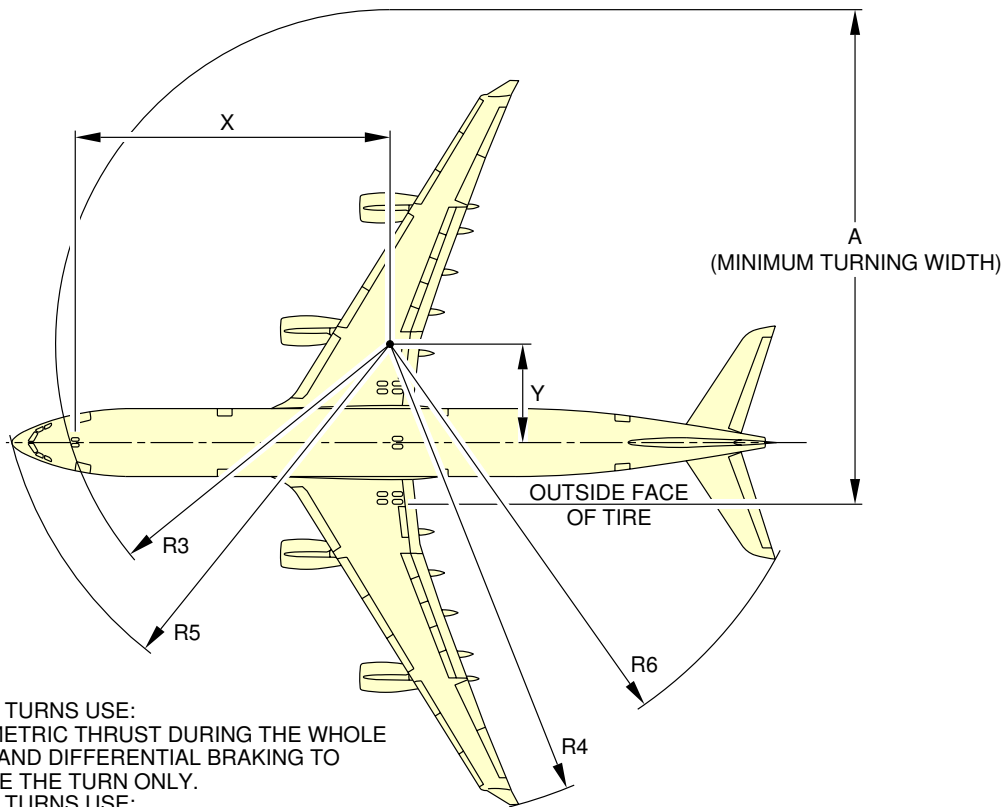 X
A
(MINIMUM TURNING WIDTH)
Y
OUTSIDE FACE
OF TIRE
R3
R5
R6
R4
TURNS USE:
METRIC THRUST DURING THE WHOLE
AND DIFFERENTIAL BRAKING TO
E THE TURN ONLY.
TURNS USE: